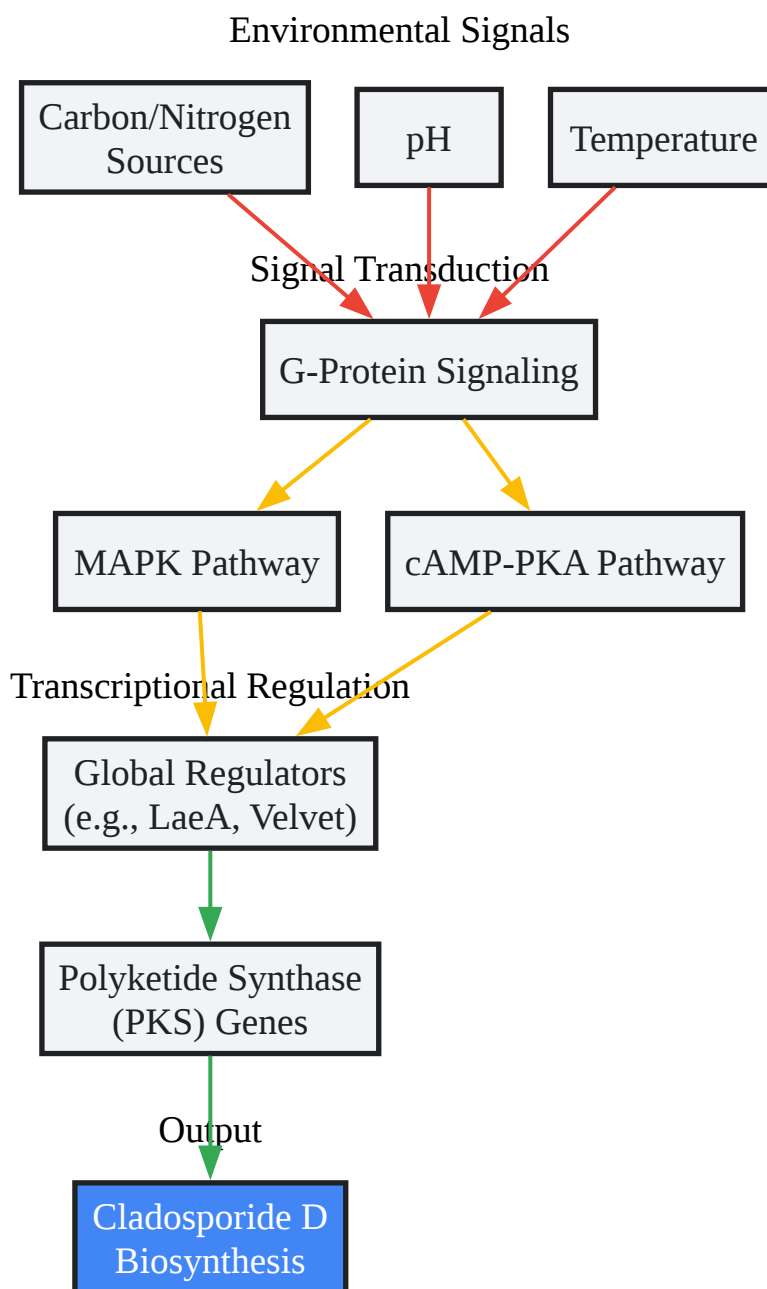 Environmental Signals
Carbon/Nitrogen
Sources
pH
Temperature
Signal Transduction
G-Protein Signaling
MAPK Pathway
cAMP-PKA Pathway
Transcriptional Regulation
Global Regulators
(e.g., LaeA, Velvet)
Polyketide Synthase
(PKS) Genes
Output
Cladosporide D
Biosynthesis